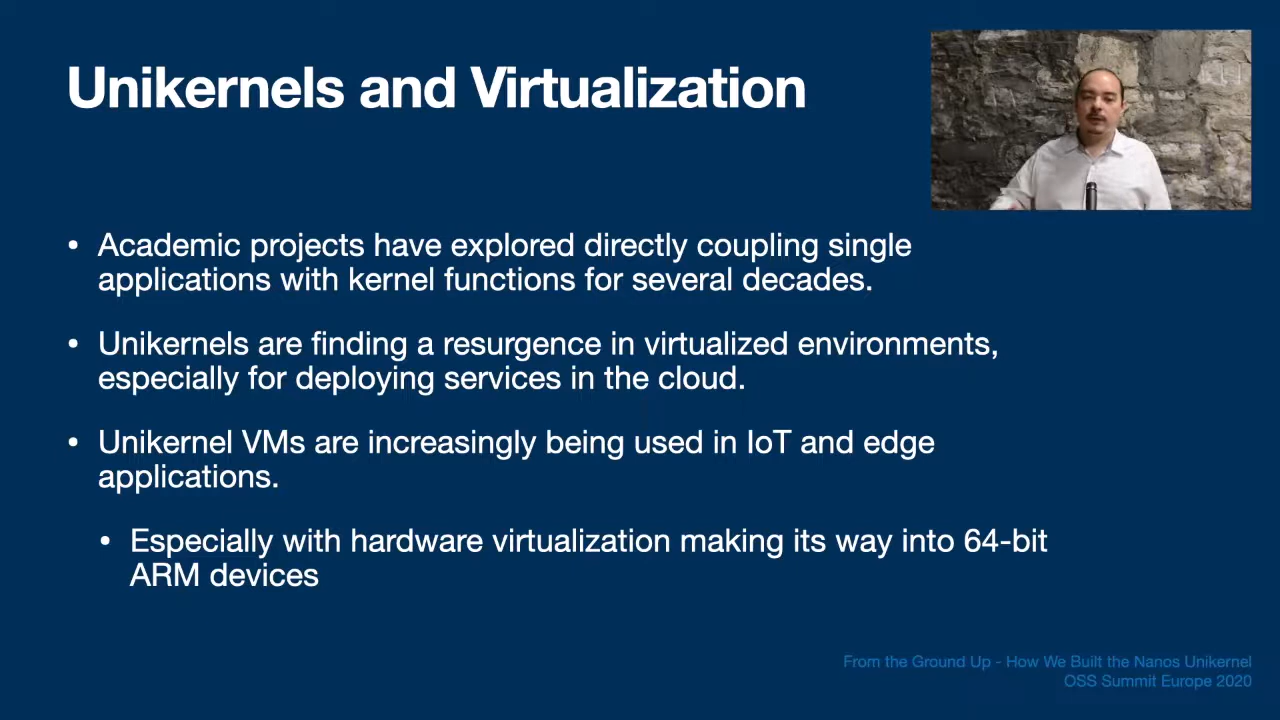 Unikernels and Virtualization
• Academic projects have explored directly coupling single
applications with kernel functions for several decades.
• Unikernels are finding a resurgence in virtualized environments,
especially for deploying services in the cloud.
• Unikernel VMs are increasingly being used in IoT and edge
applications.
• Especially with hardware virtualization making its way into 64-bit
ARM devices
From the Ground Up - How We Built the Nanos Unikernel
OSS Summit Europe 2020